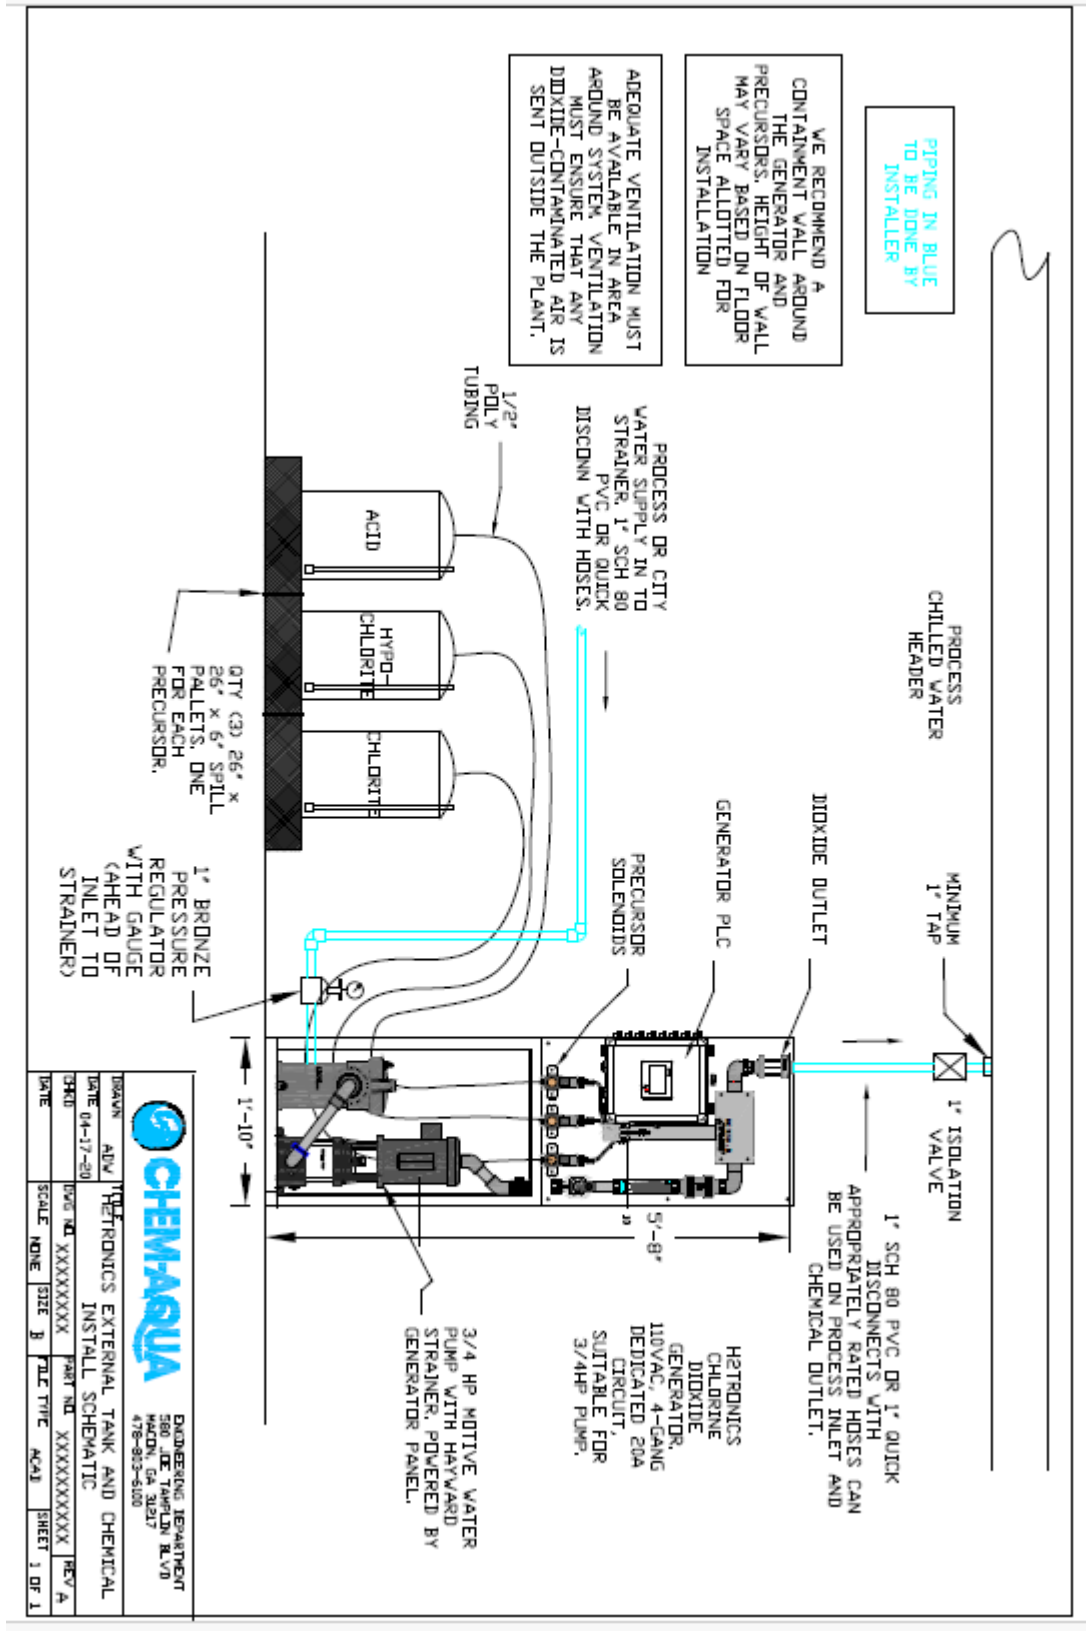 PIPING IN BLUE
TO BE DONE BY
INSTALLER
WE RECOMMEND A
CONTAINMENT WALL AROUND
THE GENERATOR AND
PRECURSORS. HEIGHT OF WALL
MAY VARY BASED ON FLOOR
SPACE ALLOTTED FOR
INSTALLATION
ADEQUATE VENTILATION MUST
BE AVAILABLE IN AREA
AROUND SYSTEM. VENTILATION
MUST ENSURE THAT ANY
DIOXIDE-CONTAMINATED AIR IS
SENT OUTSIDE THE PLANT.
PROCESS
CHILLED WATER
HEADER
MINIMUM
1" TAP
1" ISOLATION
VALVE
DIOXIDE OUTLET
GENERATOR PLC
PRECURSOR
SOLENOIDS
PROCESS OR CITY
WATER SUPPLY IN TO
STRAINER. 1" SCH 80
PVC OR QUICK
DISCONN WITH HOSES.
1/2"
POLY
TUBING
ACID
HYPO-
CHLORITE
CHLORITE
QTY (3) 26" x
26" x 6" SPILL
PALLETS. ONE
FOR EACH
PRECURSOR.
1" BRONZE
PRESSURE
REGULATOR
WITH GAUGE
(AHEAD OF
INLET TO
STRAINER)
1" SCH 80 PVC OR 1" QUICK
DISCONNECTS WITH
APPROPRIATELY RATED HOSES CAN
BE USED ON PROCESS INLET AND
CHEMICAL OUTLET.
5'-8"
1'-10"
H2TRONICS
CHLORINE
DIOXIDE
GENERATOR.
110VAC, 4-GANG
DEDICATED 20A
CIRCUIT,
SUITABLE FOR
3/4HP PUMP.
3/4 HP MOTIVE WATER
PUMP WITH HAYWARD
STRAINER. POWERED BY
GENERATOR PANEL.
CHEM-AQUA
ENGINEERING DEPARTMENT
580 JOE TAMPLIN BLVD
MACON, GA 31217
478-803-6100
DRAWN ADW
DATE 04-17-20
CHKD
DATE
TITLE
H2TRONICS EXTERNAL TANK AND CHEMICAL
INSTALL SCHEMATIC
DWG NO XXXXXXX
PART NO XXXXXXXXXX
REV A
SCALE NONE
SIZE B
FILE TYPE ACAD
SHEET 1 OF 1